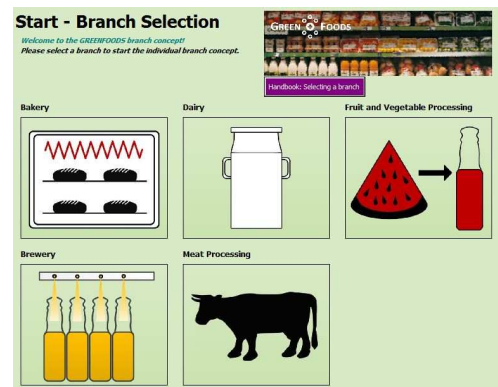 Start - Branch Selection
GREEN FOODS
Welcome to the GREENFOODS branch concept!
Please select a branch to start the individual branch concept.
Handbook: Selecting a branch
Bakery
Dairy
Fruit and Vegetable Processing
Brewery
Meat Processing